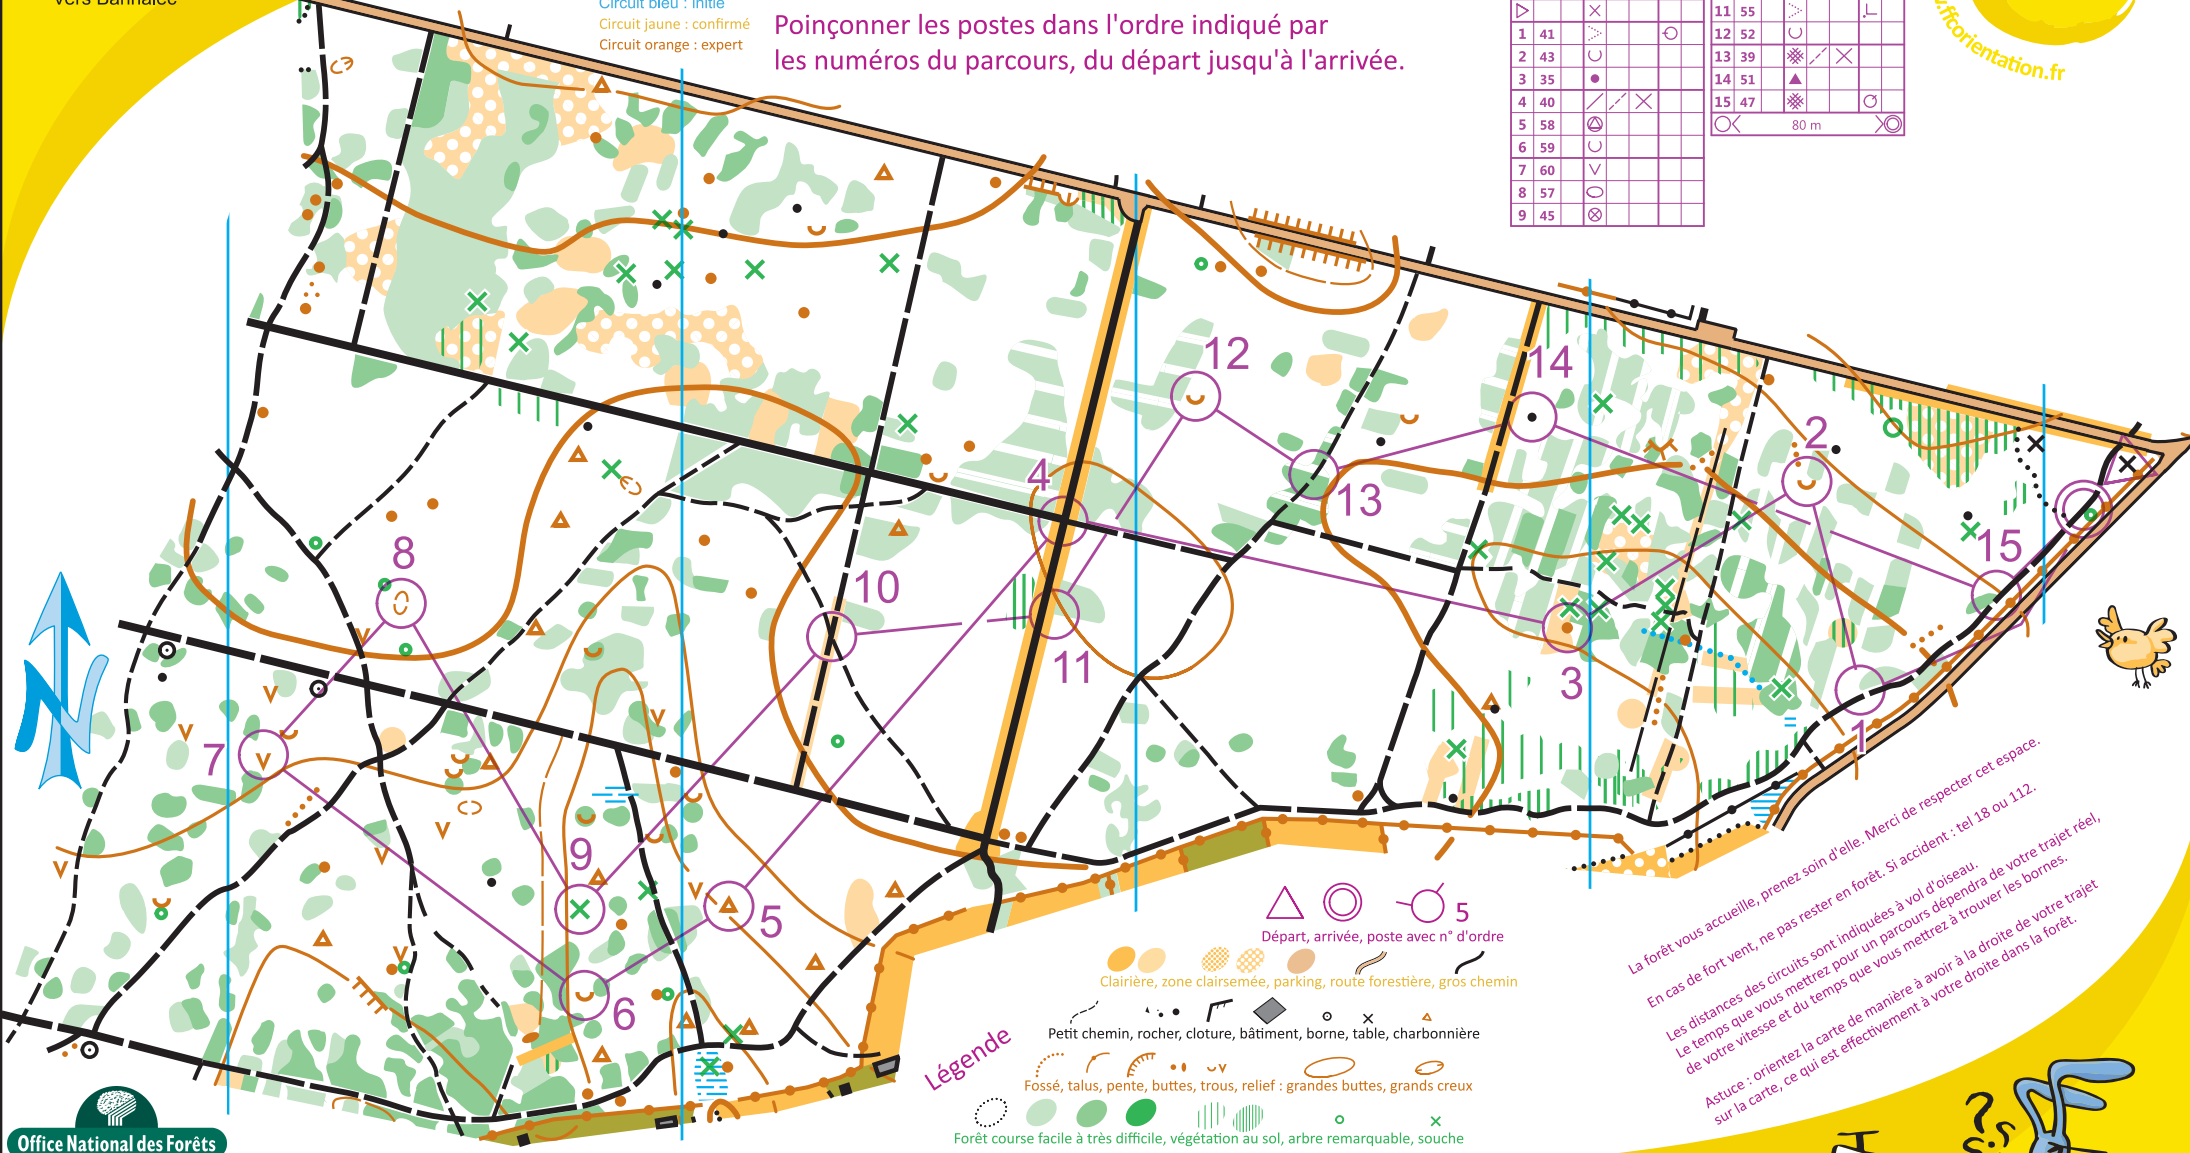 vers Bannalec
Circuit bleu : initié
Circuit jaune : confirmé
Circuit orange : expert
Poinçonner les postes dans l'ordre indiqué par
les numéros du parcours, du départ jusqu'à l'arrivée.
1 41
2 43
3 35
4 40
5 58
6 59
7 60
8 57
9 45
11 55
12 52
13 39
14 51
15 47
80 m
ffcorientation.fr
12
14
2
4
13
15
8
10
11
3
7
1
9
5
6
N
5
Départ, arrivée, poste avec n° d'ordre
Clairière, zone clairsemée, parking, route forestière, gros chemin
Petit chemin, rocher, cloture, bâtiment, borne, table, charbonnière
Légende
Fossé, talus, pente, buttes, trous, relief : grandes buttes, grands creux
Forêt course facile à très difficile, végétation au sol, arbre remarquable, souche
La forêt vous accueille, prenez soin d'elle. Merci de respecter cet espace.
En cas de fort vent, ne pas rester en forêt. Si accident : tel 18 ou 112.
Les distances des circuits sont indiquées à vol d'oiseau.
Le temps que vous mettrez pour un parcours dépendra de votre trajet réel,
de votre vitesse et du temps que vous mettrez à trouver les bornes.
Astuce : orientez la carte de manière à avoir à la droite de votre trajet
sur la carte, ce qui est effectivement à votre droite dans la forêt.
Office National des Forêts